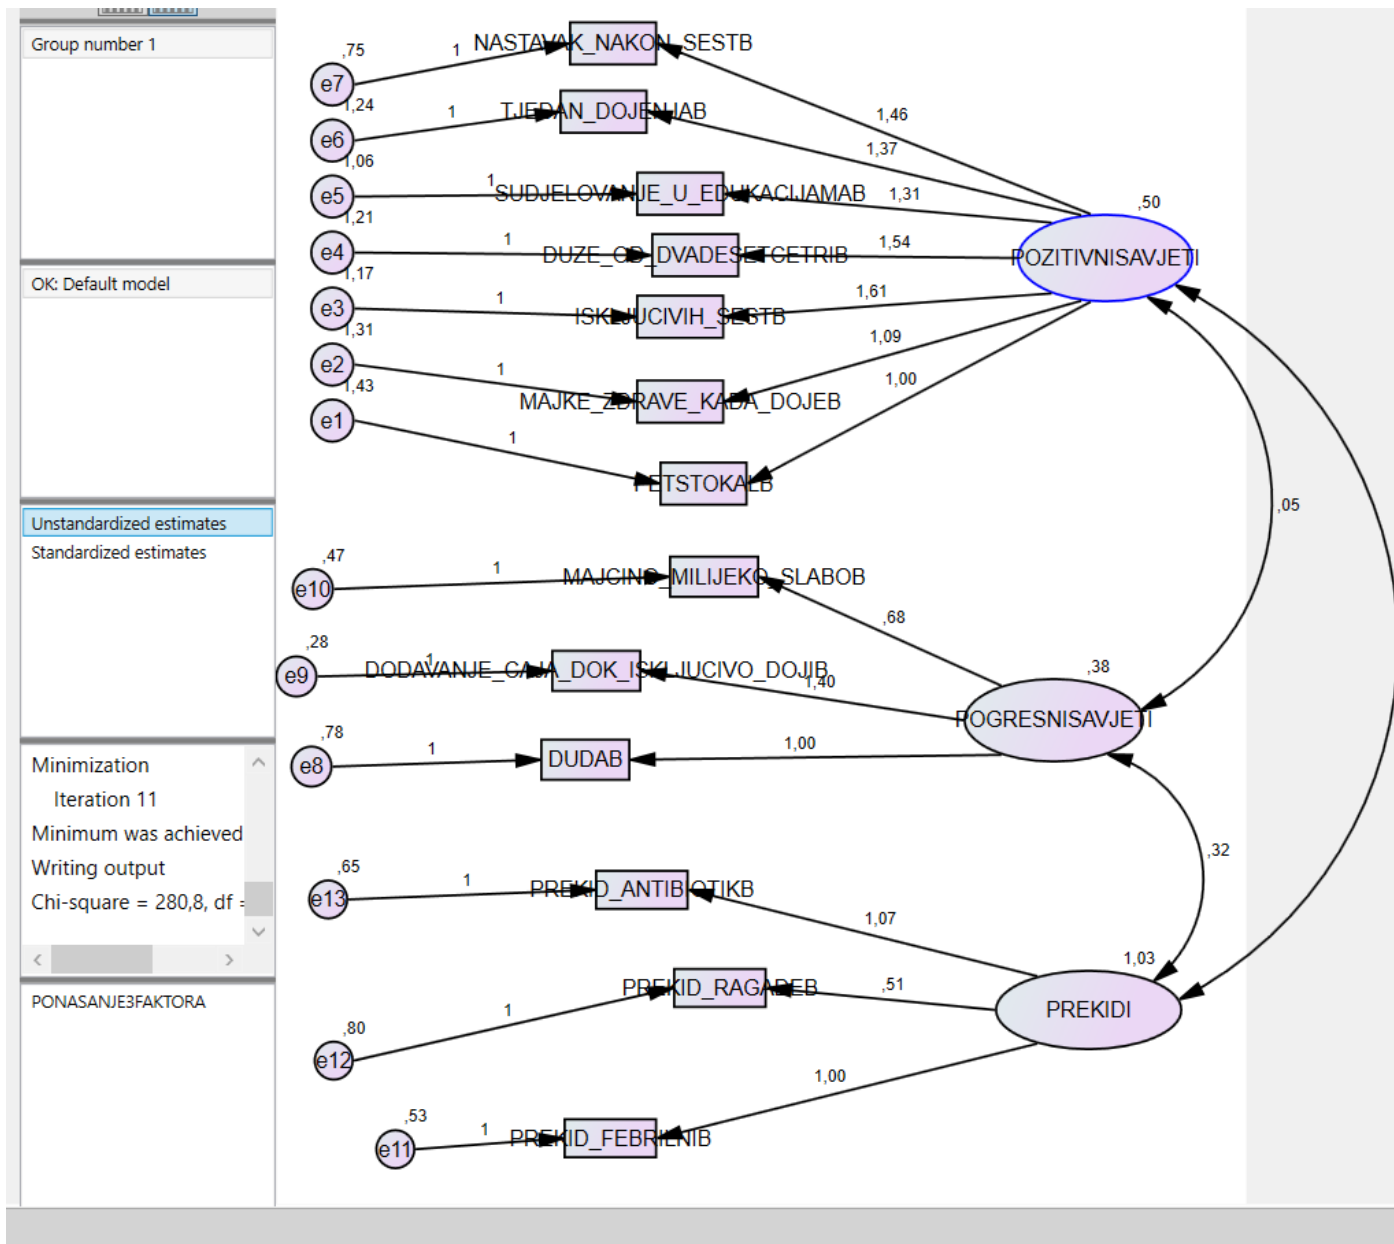 Group number 1
OK: Default model
Unstandardized estimates
Standardized estimates
Minimization
Iteration 11
Minimum was achieved
Writing output
Chi-square = 280,8, df =
PONASANJE3FAKTORA
,75
e7
1
NASTAVAK_NAKON_SESTB
1,46
1,24
e6
1
TJEDAN_DOJENJAB
1,37
1,06
e5
1
SUDJELOVANJE_U_EDUKACIJAMAB
1,31
,50
POZITIVNISAVJETI
1,21
e4
1
DUZE_OD_DVADESETCETRIB
1,54
1,17
e3
1
ISKLJUCIVIH_SESTB
1,61
1,31
e2
1
MAJKE_ZDRAVE_KADA_DOJEB
1,09
1,43
e1
1
PETSTOKALB
1,00
,05
,47
e10
1
MAJCINO_MILIJEKO_SLABOB
,68
,28
e9
1
DODAVANJE_CAJA_DOK_ISKLJUCIVO_DOJIB
1,40
,38
POGRESNISAVJETI
,78
e8
1
DUDAB
1,00
,32
,65
e13
1
PREKID_ANTIBIOTIKB
1,07
1,03
PREKIDI
,80
e12
1
PREKID_RAGADEB
,51
,53
e11
1
PREKID_FEBRILNIB
1,00